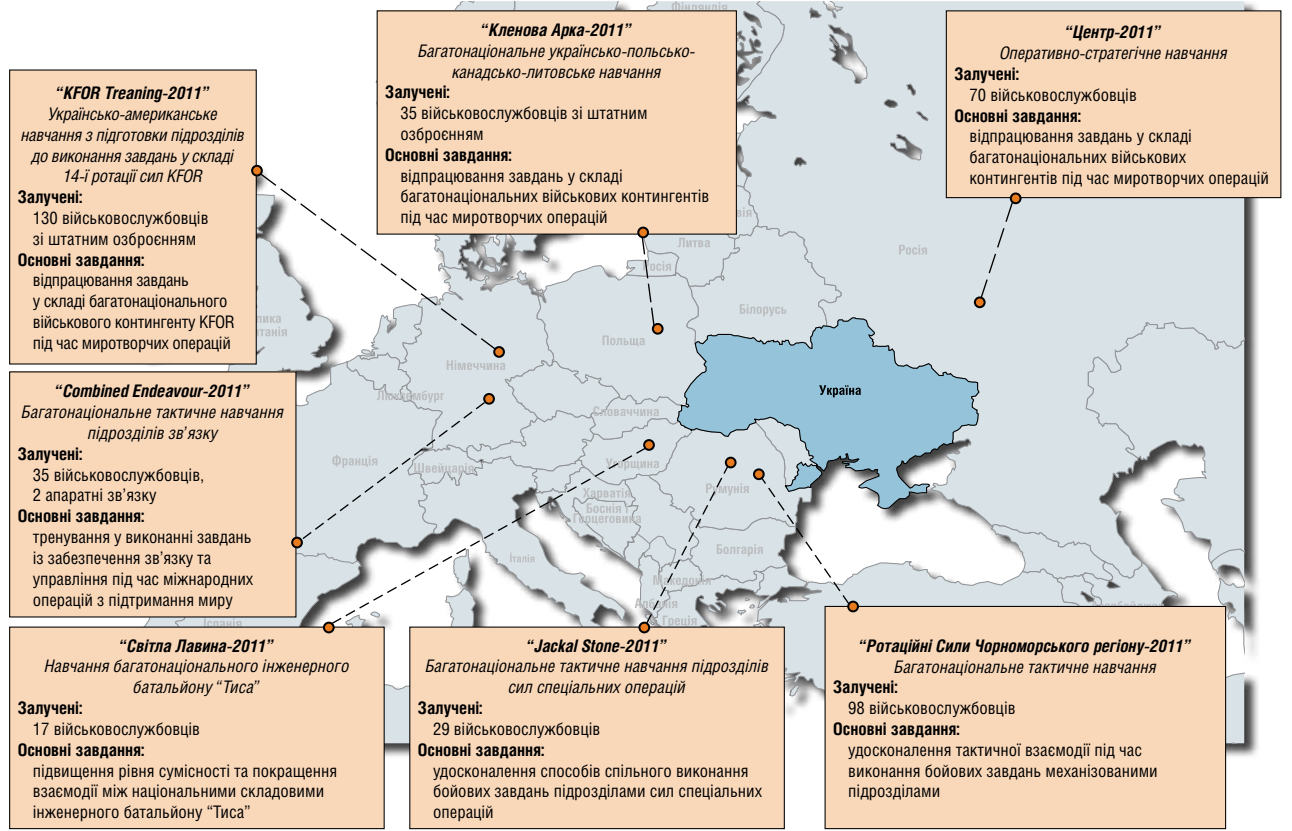 “Кленова Арка-2011”
Багатонаціональне українсько-польсько-
канадсько-литовське навчання
Залучені:
35 військовослужбовців зі штатним
озброєнням
Основні завдання:
відпрацювання завдань у складі
багатонаціональних військових контингентів
під час миротворчих операцій
“Центр-2011”
Оперативно-стратегічне навчання
Залучені:
70 військовослужбовців
Основні завдання:
відпрацювання завдань у складі
багатонаціональних військових
контингентів під час миротворчих операцій
“KFOR Treaning-2011”
Українсько-американське
навчання з підготовки підрозділів
до виконання завдань у складі
14-ї ротації сил KFOR
Залучені:
130 військовослужбовців
зі штатним озброєнням
Основні завдання:
відпрацювання завдань
у складі багатонаціонального
військового контингенту KFOR
під час миротворчих операцій
“Combined Endeavour-2011”
Багатонаціональне тактичне навчання
підрозділів зв’язку
Залучені:
35 військовослужбовців,
2 апаратні зв’язку
Основні завдання:
тренування у виконанні завдань
із забезпечення зв’язку та
управління під час міжнародних
операцій з підтримання миру
“Світла Лавина-2011”
Навчання багатонаціонального інженерного
батальйону “Тиса”
Залучені:
17 військовослужбовців
Основні завдання:
підвищення рівня сумісності та покращення
взаємодії між національними складовими
інженерного батальйону “Тиса”
“Jackal Stone-2011”
Багатонаціональне тактичне навчання підрозділів
сил спеціальних операцій
Залучені:
29 військовослужбовців
Основні завдання:
удосконалення способів спільного виконання
бойових завдань підрозділами сил спеціальних
операцій
“Ротаційні Сили Чорноморського регіону-2011”
Багатонаціональне тактичне навчання
Залучені:
98 військовослужбовців
Основні завдання:
удосконалення тактичної взаємодії під час
виконання бойових завдань механізованими
підрозділами
Фінляндія
Литва
Росія
Росія
Білорусь
Польща
Німеччина
Люксембург
Україна
Словаччина
Франція
Швейцарія
Угорщина
Румунія
Хорватія
Боснія і
Герцеговина
Італія
Болгарія
Македонія
Албанія
Греція
Іспанія